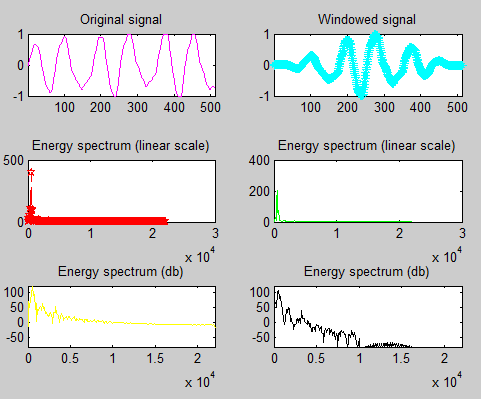 Original signal
Windowed signal
1
0
-1
100 200 300 400 500
1
0
-1
100 200 300 400 500
Energy spectrum (linear scale)
Energy spectrum (linear scale)
500
0
0 1 2 3
x 10^4
400
200
0
0 1 2 3
x 10^4
Energy spectrum (db)
Energy spectrum (db)
100
50
0
-50
0 0.5 1 1.5 2
x 10^4
100
50
0
-50
0 0.5 1 1.5 2
x 10^4